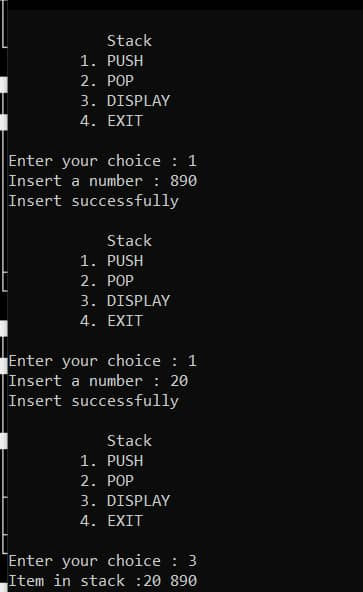 Stack
1. PUSH
2. POP
3. DISPLAY
4. EXIT
Enter your choice : 1
Insert a number : 890
Insert successfully
Stack
1. PUSH
2. POP
3. DISPLAY
4. EXIT
Enter your choice : 1
Insert a number : 20
Insert successfully
Stack
1. PUSH
2. POP
3. DISPLAY
4. EXIT
Enter your choice : 3
Item in stack :20 890